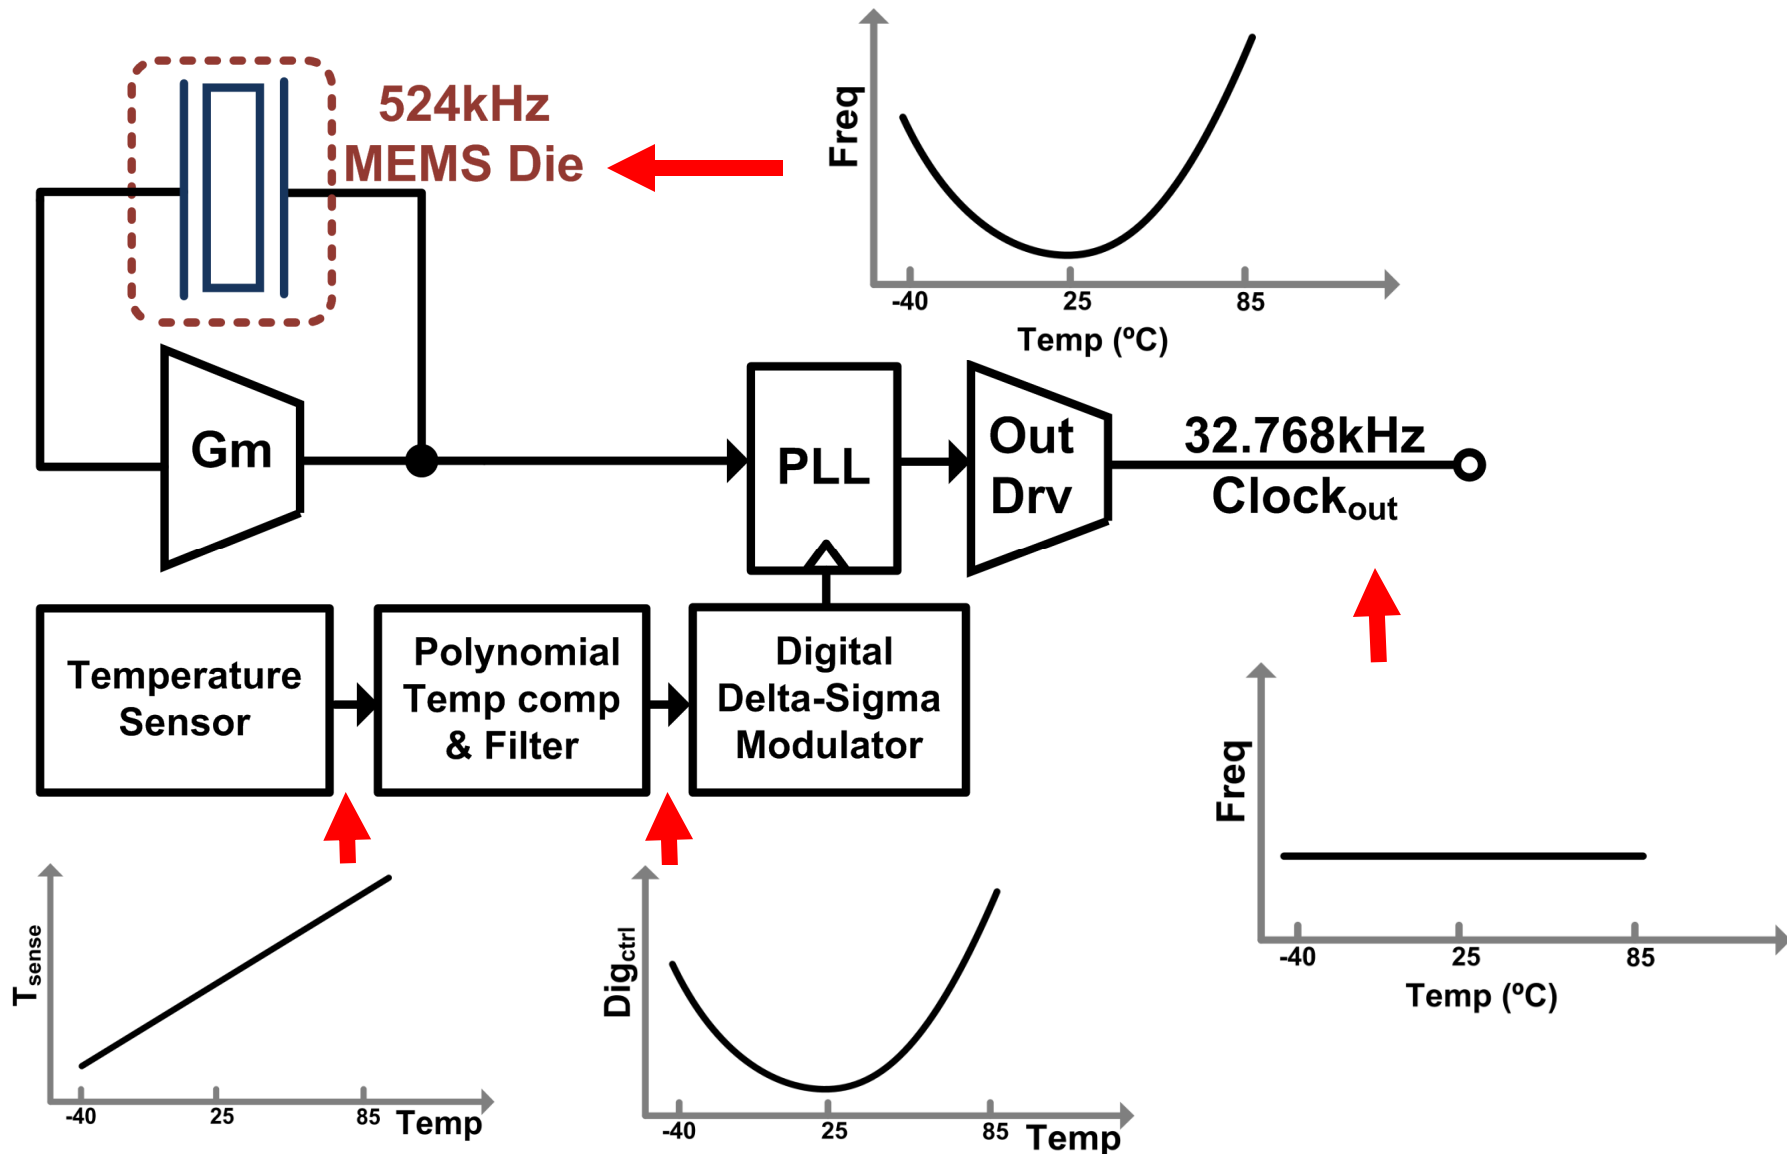 524kHz
MEMS Die
Freq
-40 25 85
Temp (ºC)
Gm
PLL
Out
Drv
32.768kHz
Clockout
Temperature
Sensor
Polynomial
Temp comp
& Filter
Digital
Delta-Sigma
Modulator
Tsense
-40 25 85 Temp
Digctrl
-40 25 85 Temp
Freq
-40 25 85
Temp (ºC)